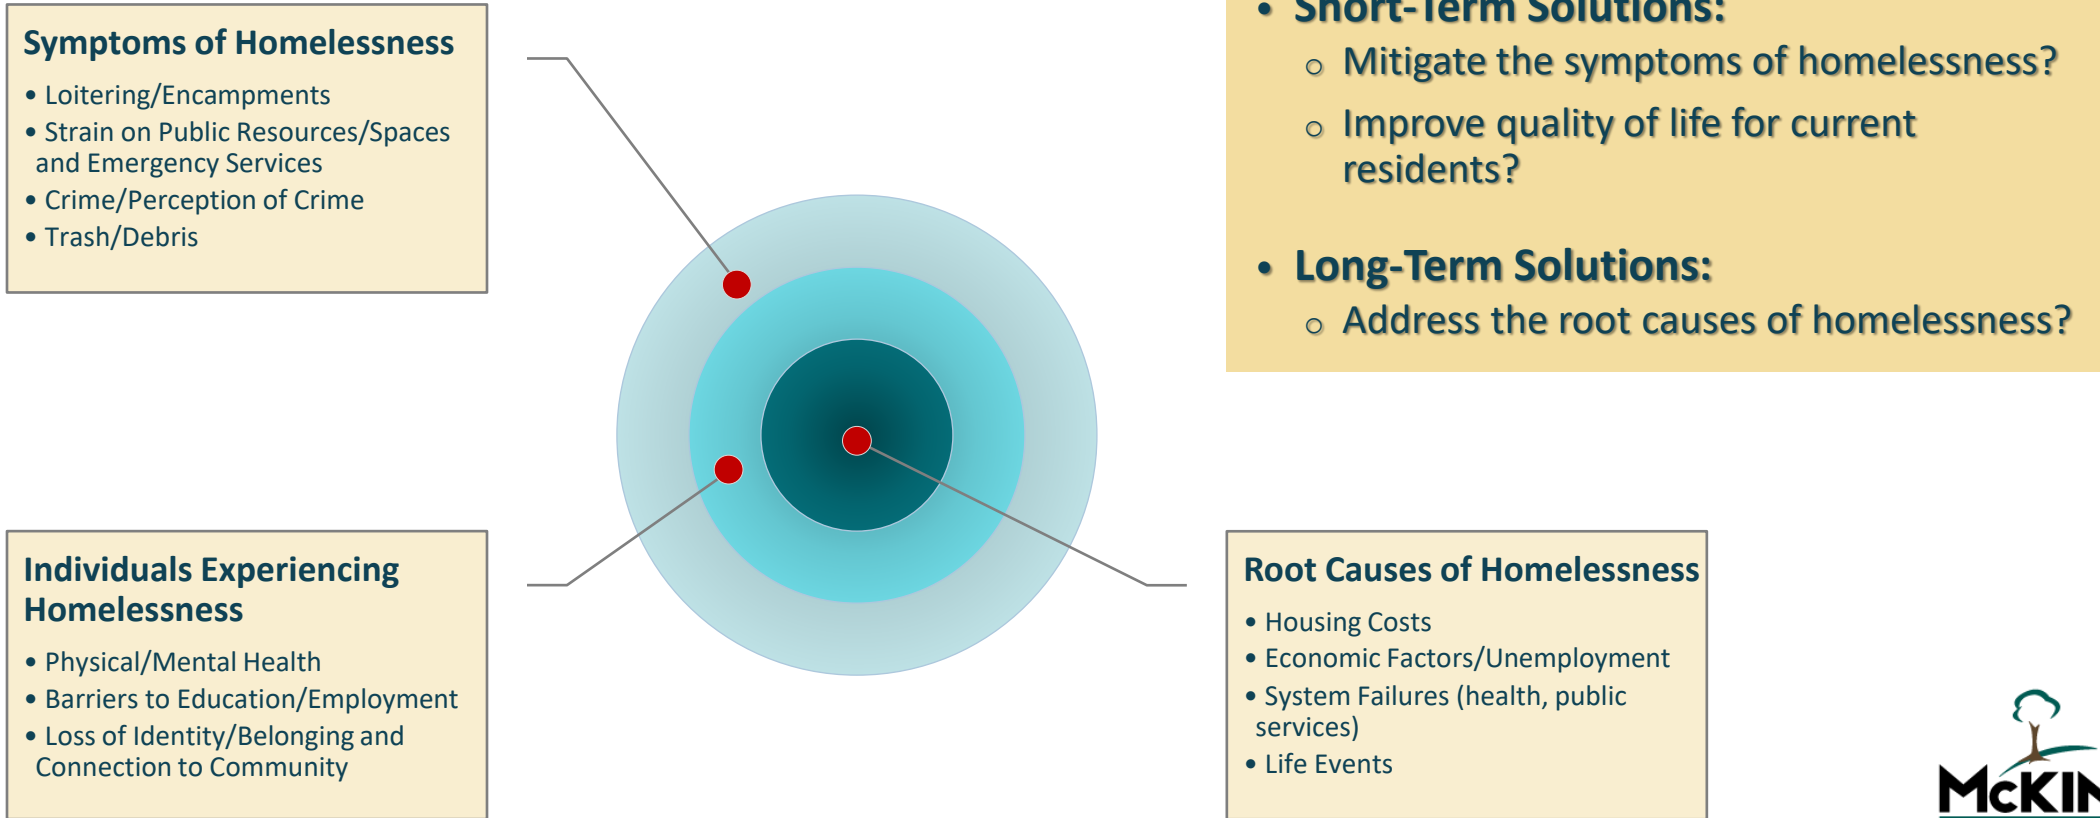 Symptoms of Homelessness
• Loitering/Encampments
• Strain on Public Resources/Spaces
and Emergency Services
• Crime/Perception of Crime
• Trash/Debris
• Short-Term Solutions:
o Mitigate the symptoms of homelessness?
o Improve quality of life for current
residents?
• Long-Term Solutions:
o Address the root causes of homelessness?
Individuals Experiencing
Homelessness
• Physical/Mental Health
• Barriers to Education/Employment
• Loss of Identity/Belonging and
Connection to Community
Root Causes of Homelessness
• Housing Costs
• Economic Factors/Unemployment
• System Failures (health, public
services)
• Life Events